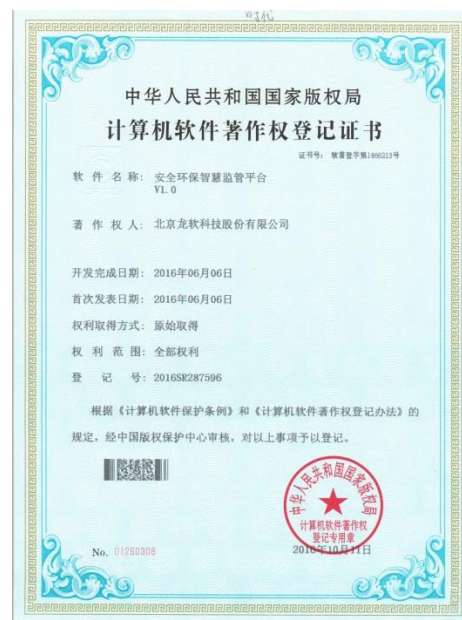 时代
中华人民共和国国家版权局
计算机软件著作权登记证书
证书号: 软著登字第1466213号
软件名称: 安全环保智慧监管平台
V1.0
著作权人: 北京龙软科技股份有限公司
开发完成日期: 2016年06月06日
首次发表日期: 2016年06月06日
权利取得方式: 原始取得
权利范围: 全部权利
登记号: 2016SR287596
根据《计算机软件保护条例》和《计算机软件著作权登记办法》的
规定,经中国版权保护中心审核,对以上事项予以登记。
中华人民共和国国家版权局
计算机软件著作权
登记专用章
No. 01260308
2016年10月11日